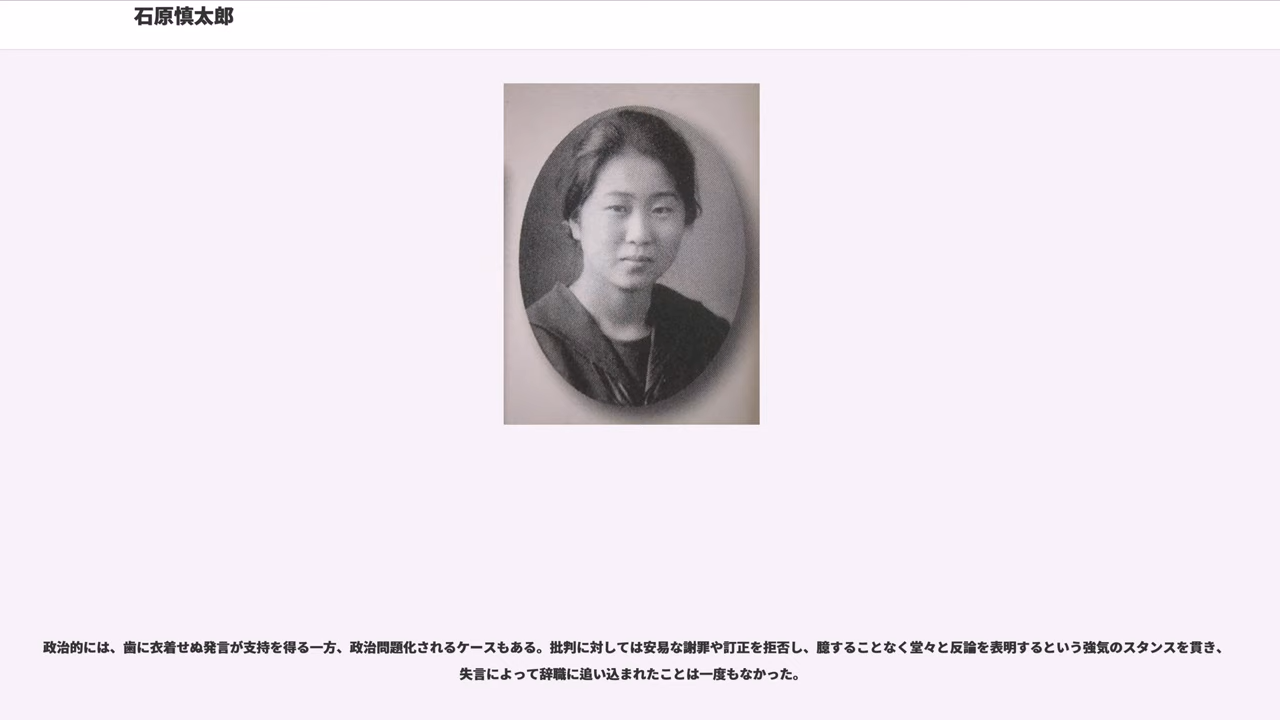 石原慎太郎
政治的には、歯に衣着せぬ発言が支持を得る一方、政治問題化されるケースもある。批判に対しては安易な謝罪や訂正を拒否し、臆することなく堂々と反論を表明するという強気のスタンスを貫き、
失言によって辞職に追い込まれたことは一度もなかった。